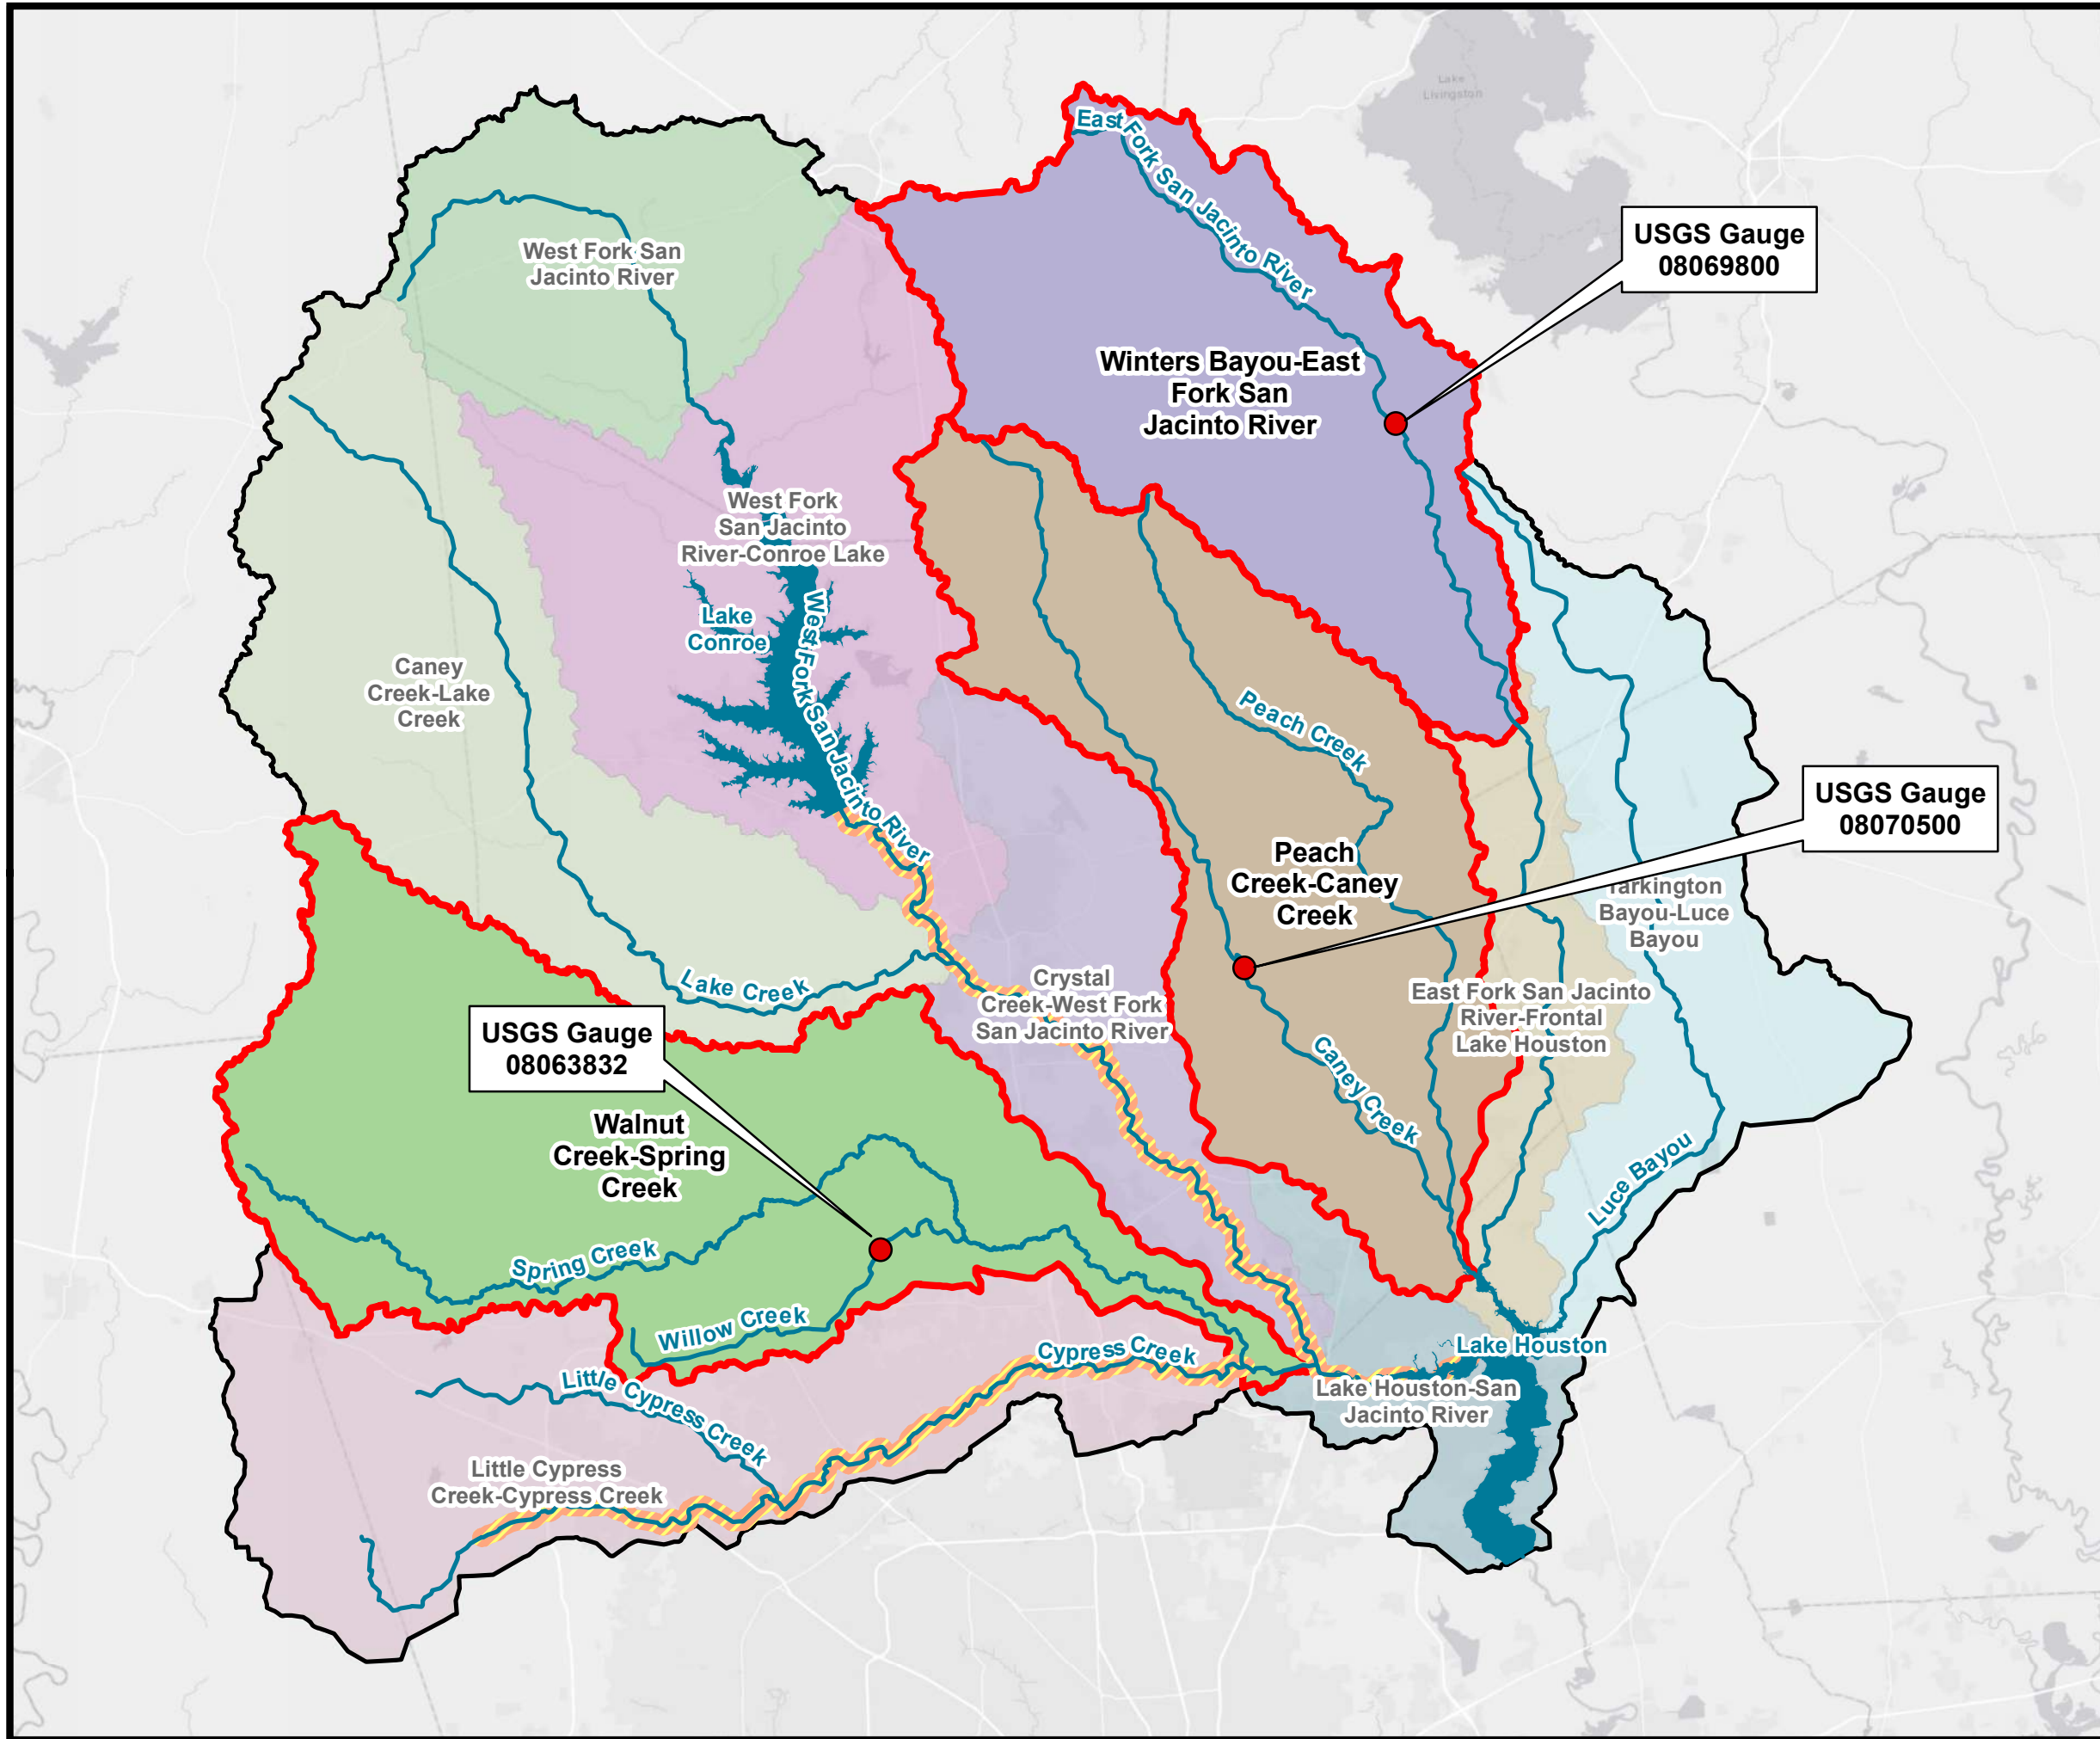 Lake
Livingston
East Fork San Jacinto River
USGS Gauge
08069800
West Fork San
Jacinto River
Winters Bayou-East
Fork San
Jacinto River
West Fork
San Jacinto
River-Conroe Lake
Lake
Conroe
West Fork San Jacinto River
Caney
Creek-Lake
Creek
Peach Creek
USGS Gauge
08070500
Peach
Creek-Caney
Creek
Tarkington
Bayou-Luce
Bayou
Lake Creek
Crystal
Creek-West Fork
San Jacinto River
East Fork San Jacinto
River-Frontal
Lake Houston
USGS Gauge
08063832
Caney Creek
Walnut
Creek-Spring
Creek
Luce Bayou
Spring Creek
Willow Creek
Cypress Creek
Lake Houston
Little Cypress Creek
Lake Houston-San
Jacinto River
Little Cypress
Creek-Cypress Creek